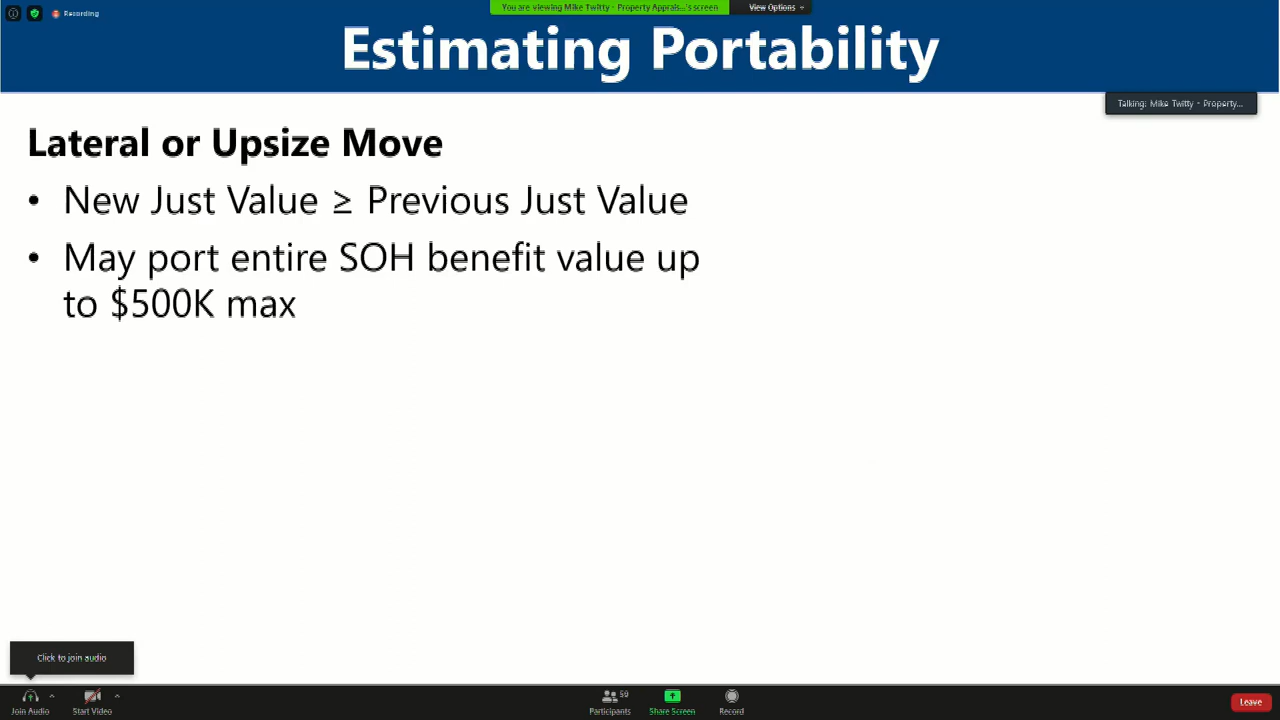 Recording
You are viewing Mike Twitty - Property Apprais...'s screen
View Options
Estimating Portability
Talking: Mike Twitty - Property...
Lateral or Upsize Move
• New Just Value ≥ Previous Just Value
• May port entire SOH benefit value up
to $500K max
Click to join audio
Join Audio
Start Video
59
Participants
Share Screen
Record
Leave